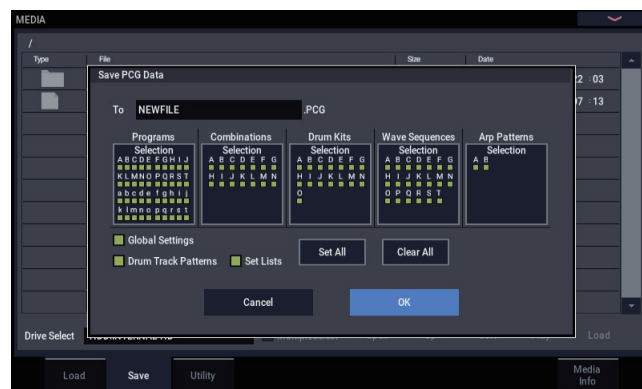 MEDIA
/
Type File Size Date
Save PCG Data
22 :03
To NEWFILE .PCG
07 :13
Programs Combinations Drum Kits Wave Sequences Arp Patterns
Selection Selection Selection Selection Selection
A B C D E F G H I J A B C D E F G A B C D E F G A B C D E F G A B
K L M N O P Q R S T H I J K L M N H I J K L M N H I J K L M N
a b c d e f g h i j O O P Q R S T
k l m n o p q r s t
Global Settings
Drum Track Patterns Set Lists Set All Clear All
Cancel OK
Drive Select Load
Load Save Utility Media
Info